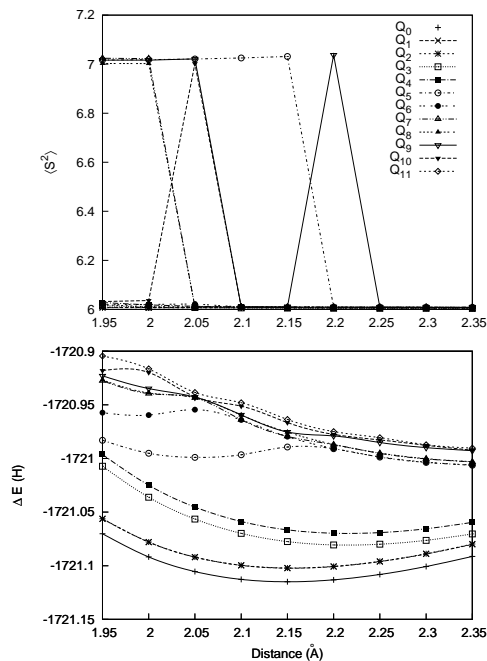 7.2
7
6.8
6.6
6.4
6.2
6
⟨S²⟩
1.95 2 2.05 2.1 2.15 2.2 2.25 2.3 2.35
Q₀
Q₁
Q₂
Q₃
Q₄
Q₅
Q₆
Q₇
Q₈
Q₉
Q₁₀
Q₁₁
-1720.9
-1720.95
-1721
-1721.05
-1721.1
-1721.15
Δ E (H)
1.95 2 2.05 2.1 2.15 2.2 2.25 2.3 2.35
Distance (Å)